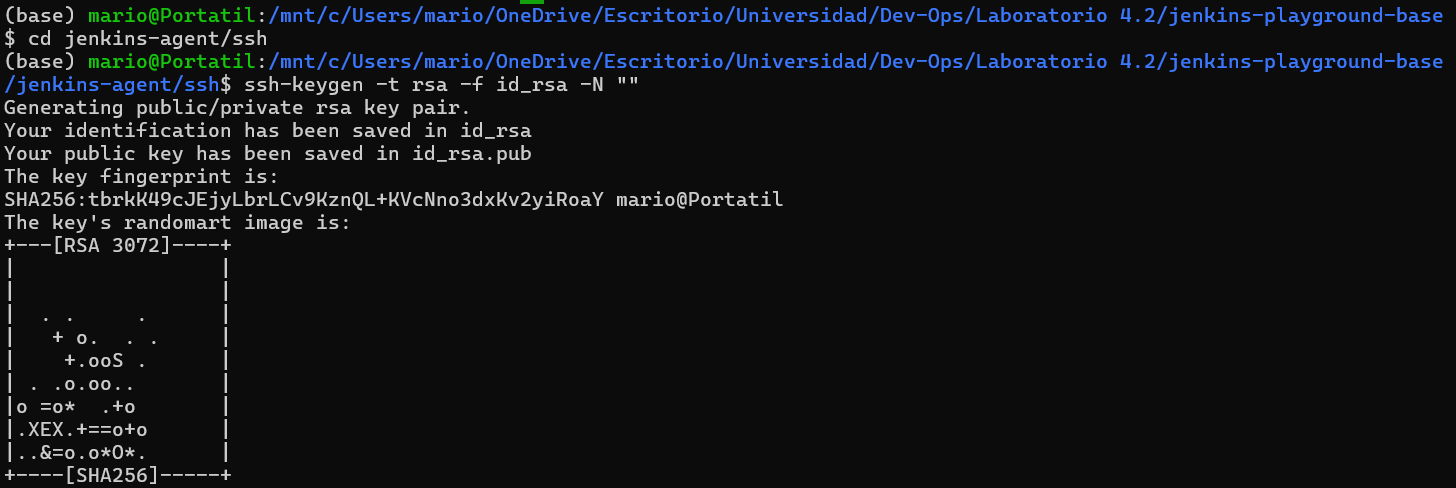 (base) mario@Portatil:/mnt/c/Users/mario/OneDrive/Escritorio/Universidad/Dev-Ops/Laboratorio 4.2/jenkins-playground-base
$ cd jenkins-agent/ssh
(base) mario@Portatil:/mnt/c/Users/mario/OneDrive/Escritorio/Universidad/Dev-Ops/Laboratorio 4.2/jenkins-playground-base
/jenkins-agent/ssh$ ssh-keygen -t rsa -f id_rsa -N ""
Generating public/private rsa key pair.
Your identification has been saved in id_rsa
Your public key has been saved in id_rsa.pub
The key fingerprint is:
SHA256:tbrkK49cJEjyLbrLCv9KznQL+KVcNno3dxKv2yiRoaY mario@Portatil
The key's randomart image is:
+---[RSA 3072]----+
|                 |
|                 |
|  . .     .      |
|   + o.  . .     |
|    +.ooS .      |
| . .o.oo..       |
|o =o*  .+o       |
|.XEX.+==o+o      |
|..&=o.o*O*.      |
+----[SHA256]-----+